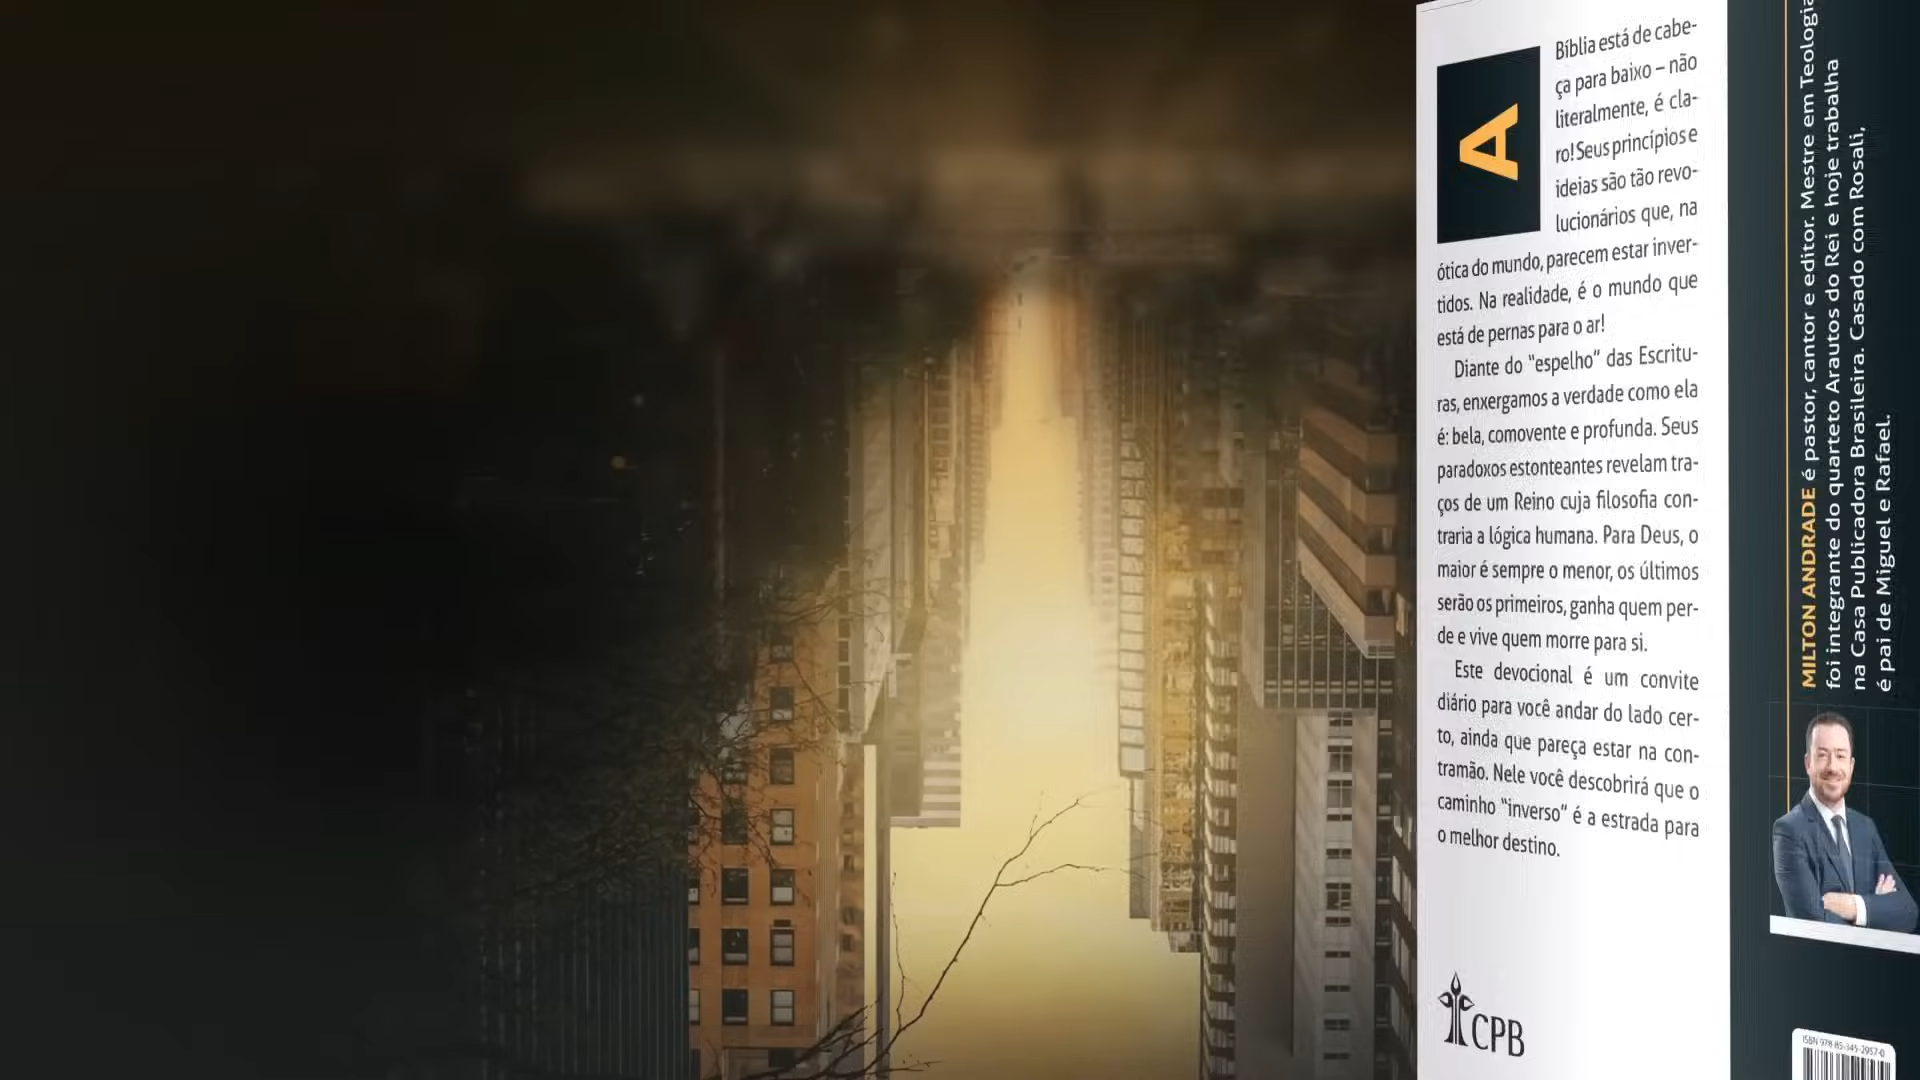 A
Bíblia está de cabe-
ça para baixo – não
literalmente, é cla-
ro! Seus princípios e
ideias são tão revo-
lucionários que, na
ótica do mundo, parecem estar inver-
tidos. Na realidade, é o mundo que
está de pernas para o ar!
Diante do “espelho” das Escritu-
ras, enxergamos a verdade como ela
é: bela, comovente e profunda. Seus
paradoxos estonteantes revelam tra-
ços de um Reino cuja filosofia con-
traria a lógica humana. Para Deus, o
maior é sempre o menor, os últimos
serão os primeiros, ganha quem per-
de e vive quem morre para si.
Este devocional é um convite
diário para você andar do lado cer-
to, ainda que pareça estar na con-
tramão. Nele você descobrirá que o
caminho “inverso” é a estrada para
o melhor destino.
CPB
MILTON ANDRADE é pastor, cantor e editor. Mestre em Teologia
foi integrante do quarteto Arautos do Rei e hoje trabalha
na Casa Publicadora Brasileira. Casado com Rosali,
é pai de Miguel e Rafael.
ISBN 978 85-345-2957-0